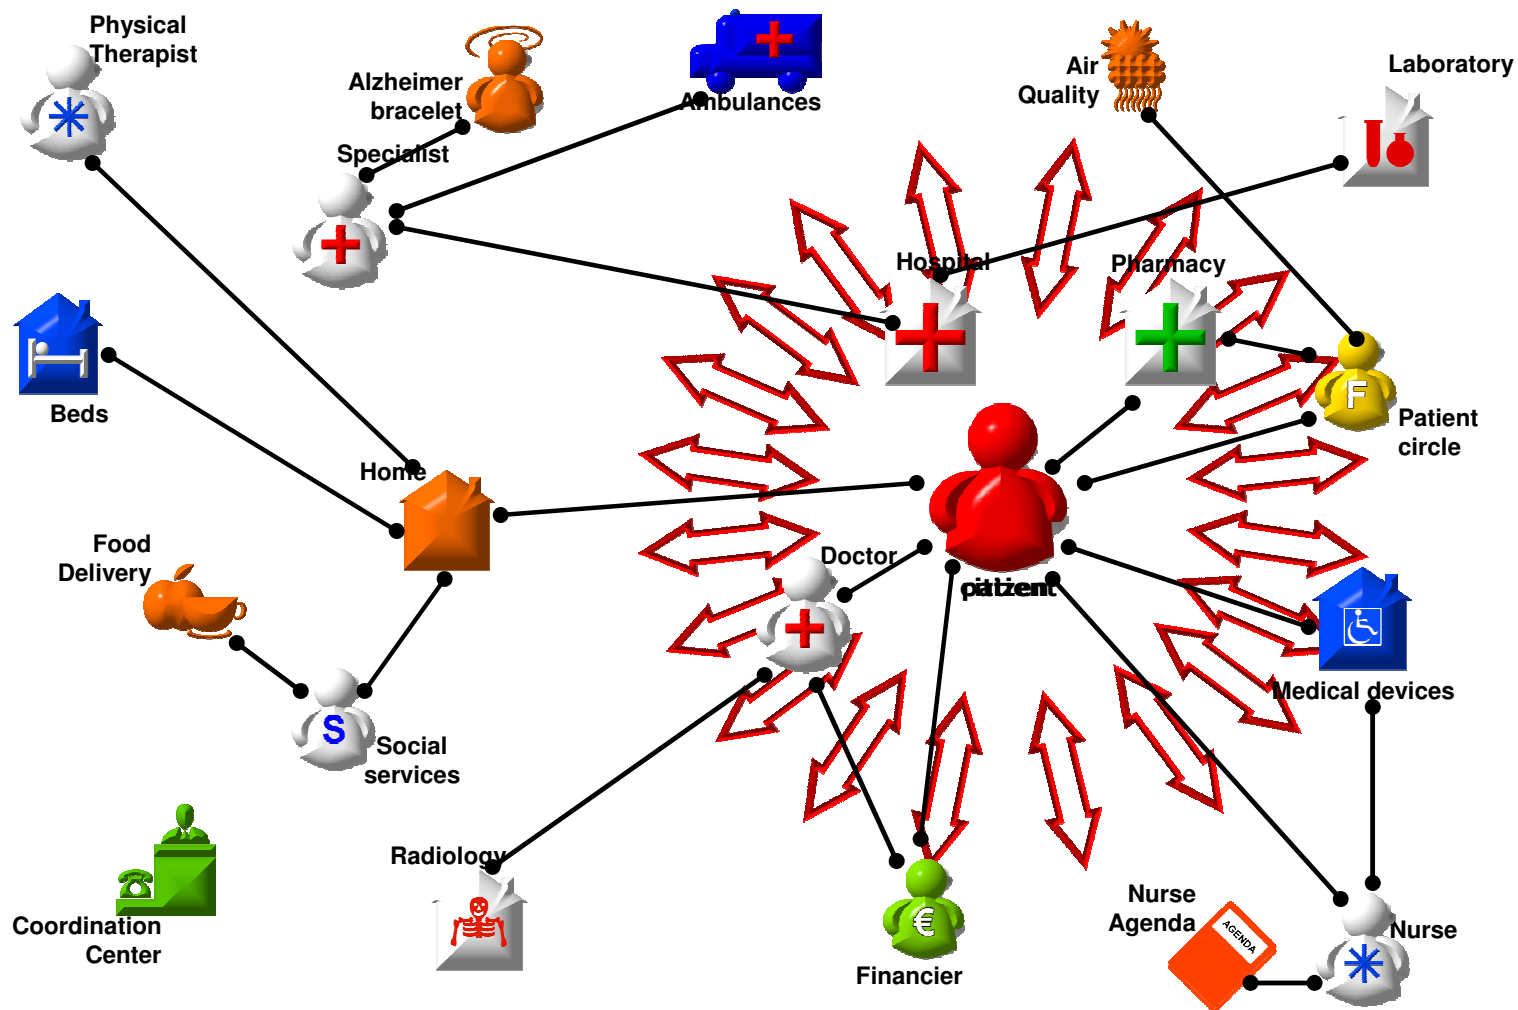 Physical
Therapist
Alzheimer
bracelet
Ambulances
Air
Quality
Laboratory
Specialist
Hospital
Pharmacy
Beds
Home
F
Patient
circle
Food
Delivery
Doctor
S
Social
services
Medical devices
Radiology
Coordination
Center
€
Financier
Nurse
Agenda
AGENDA
Nurse